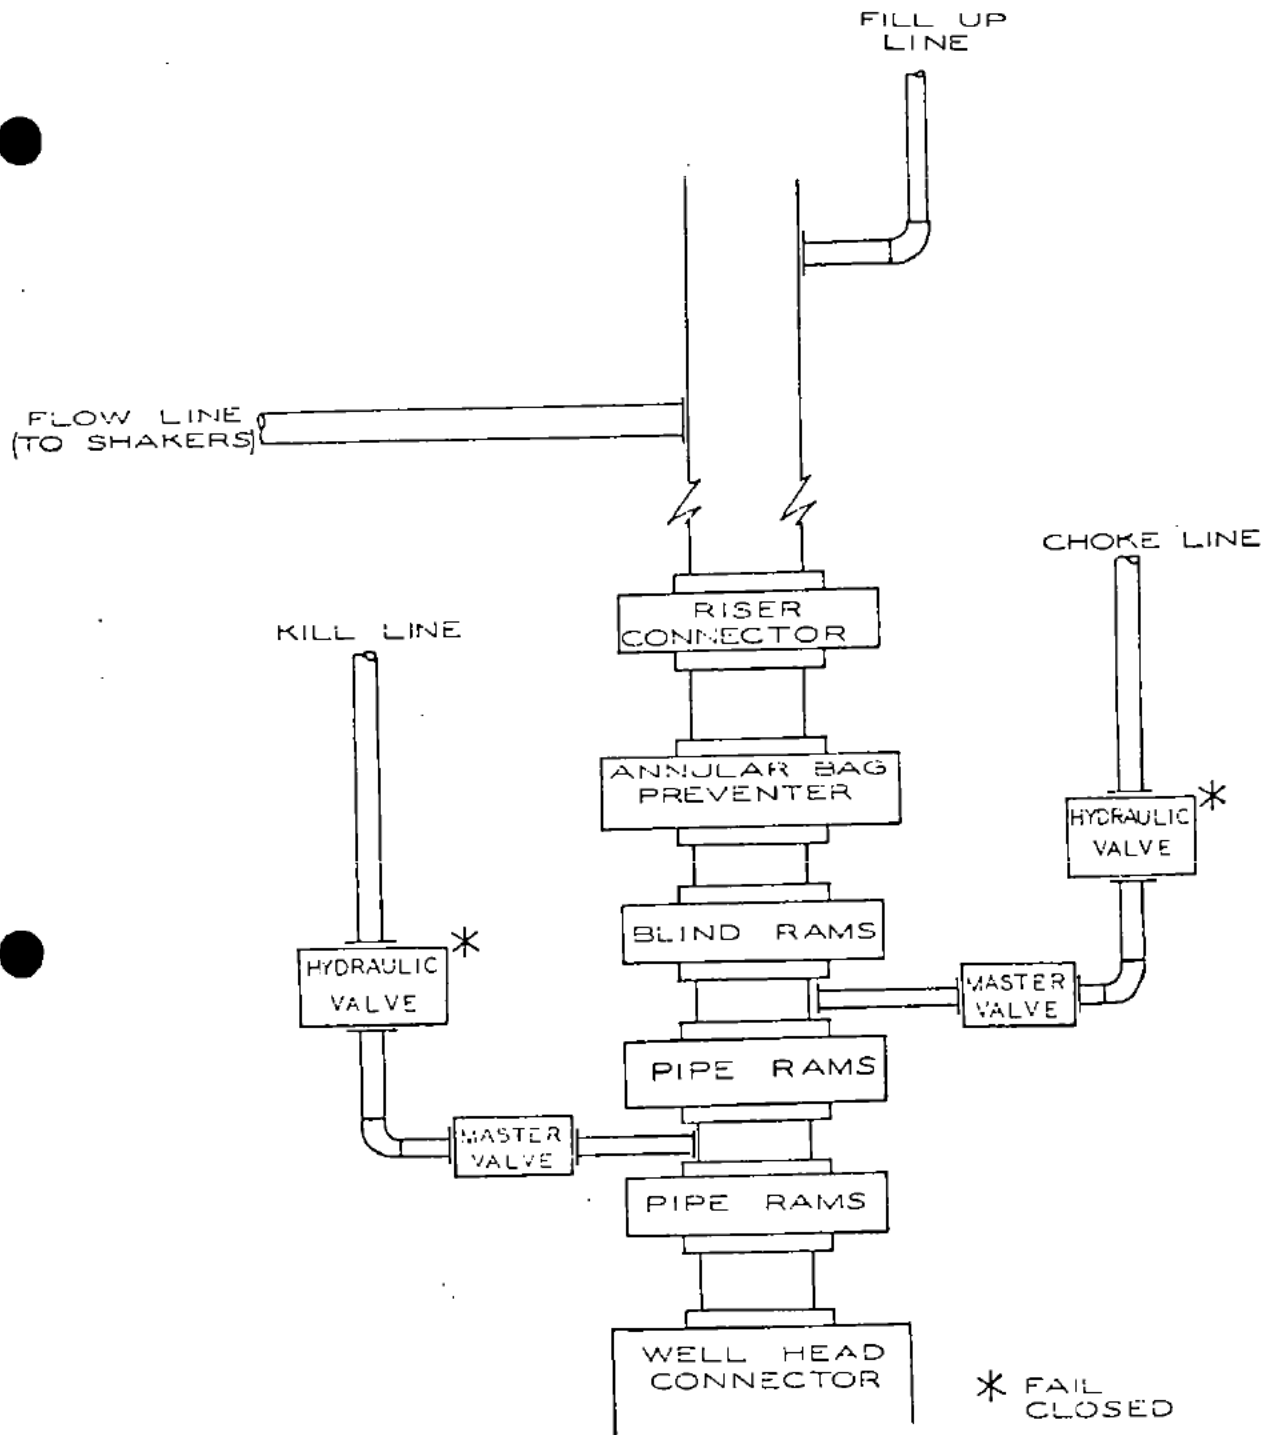 FILL UP
LINE
FLOW LINE
(TO SHAKERS)
CHOKE LINE
RISER
CONNECTOR
KILL LINE
ANNULAR BAG
PREVENTER
HYDRAULIC
VALVE
*
BLIND RAMS
HYDRAULIC
VALVE
*
MASTER
VALVE
PIPE RAMS
MASTER
VALVE
PIPE RAMS
WELL HEAD
CONNECTOR
* FAIL
CLOSED